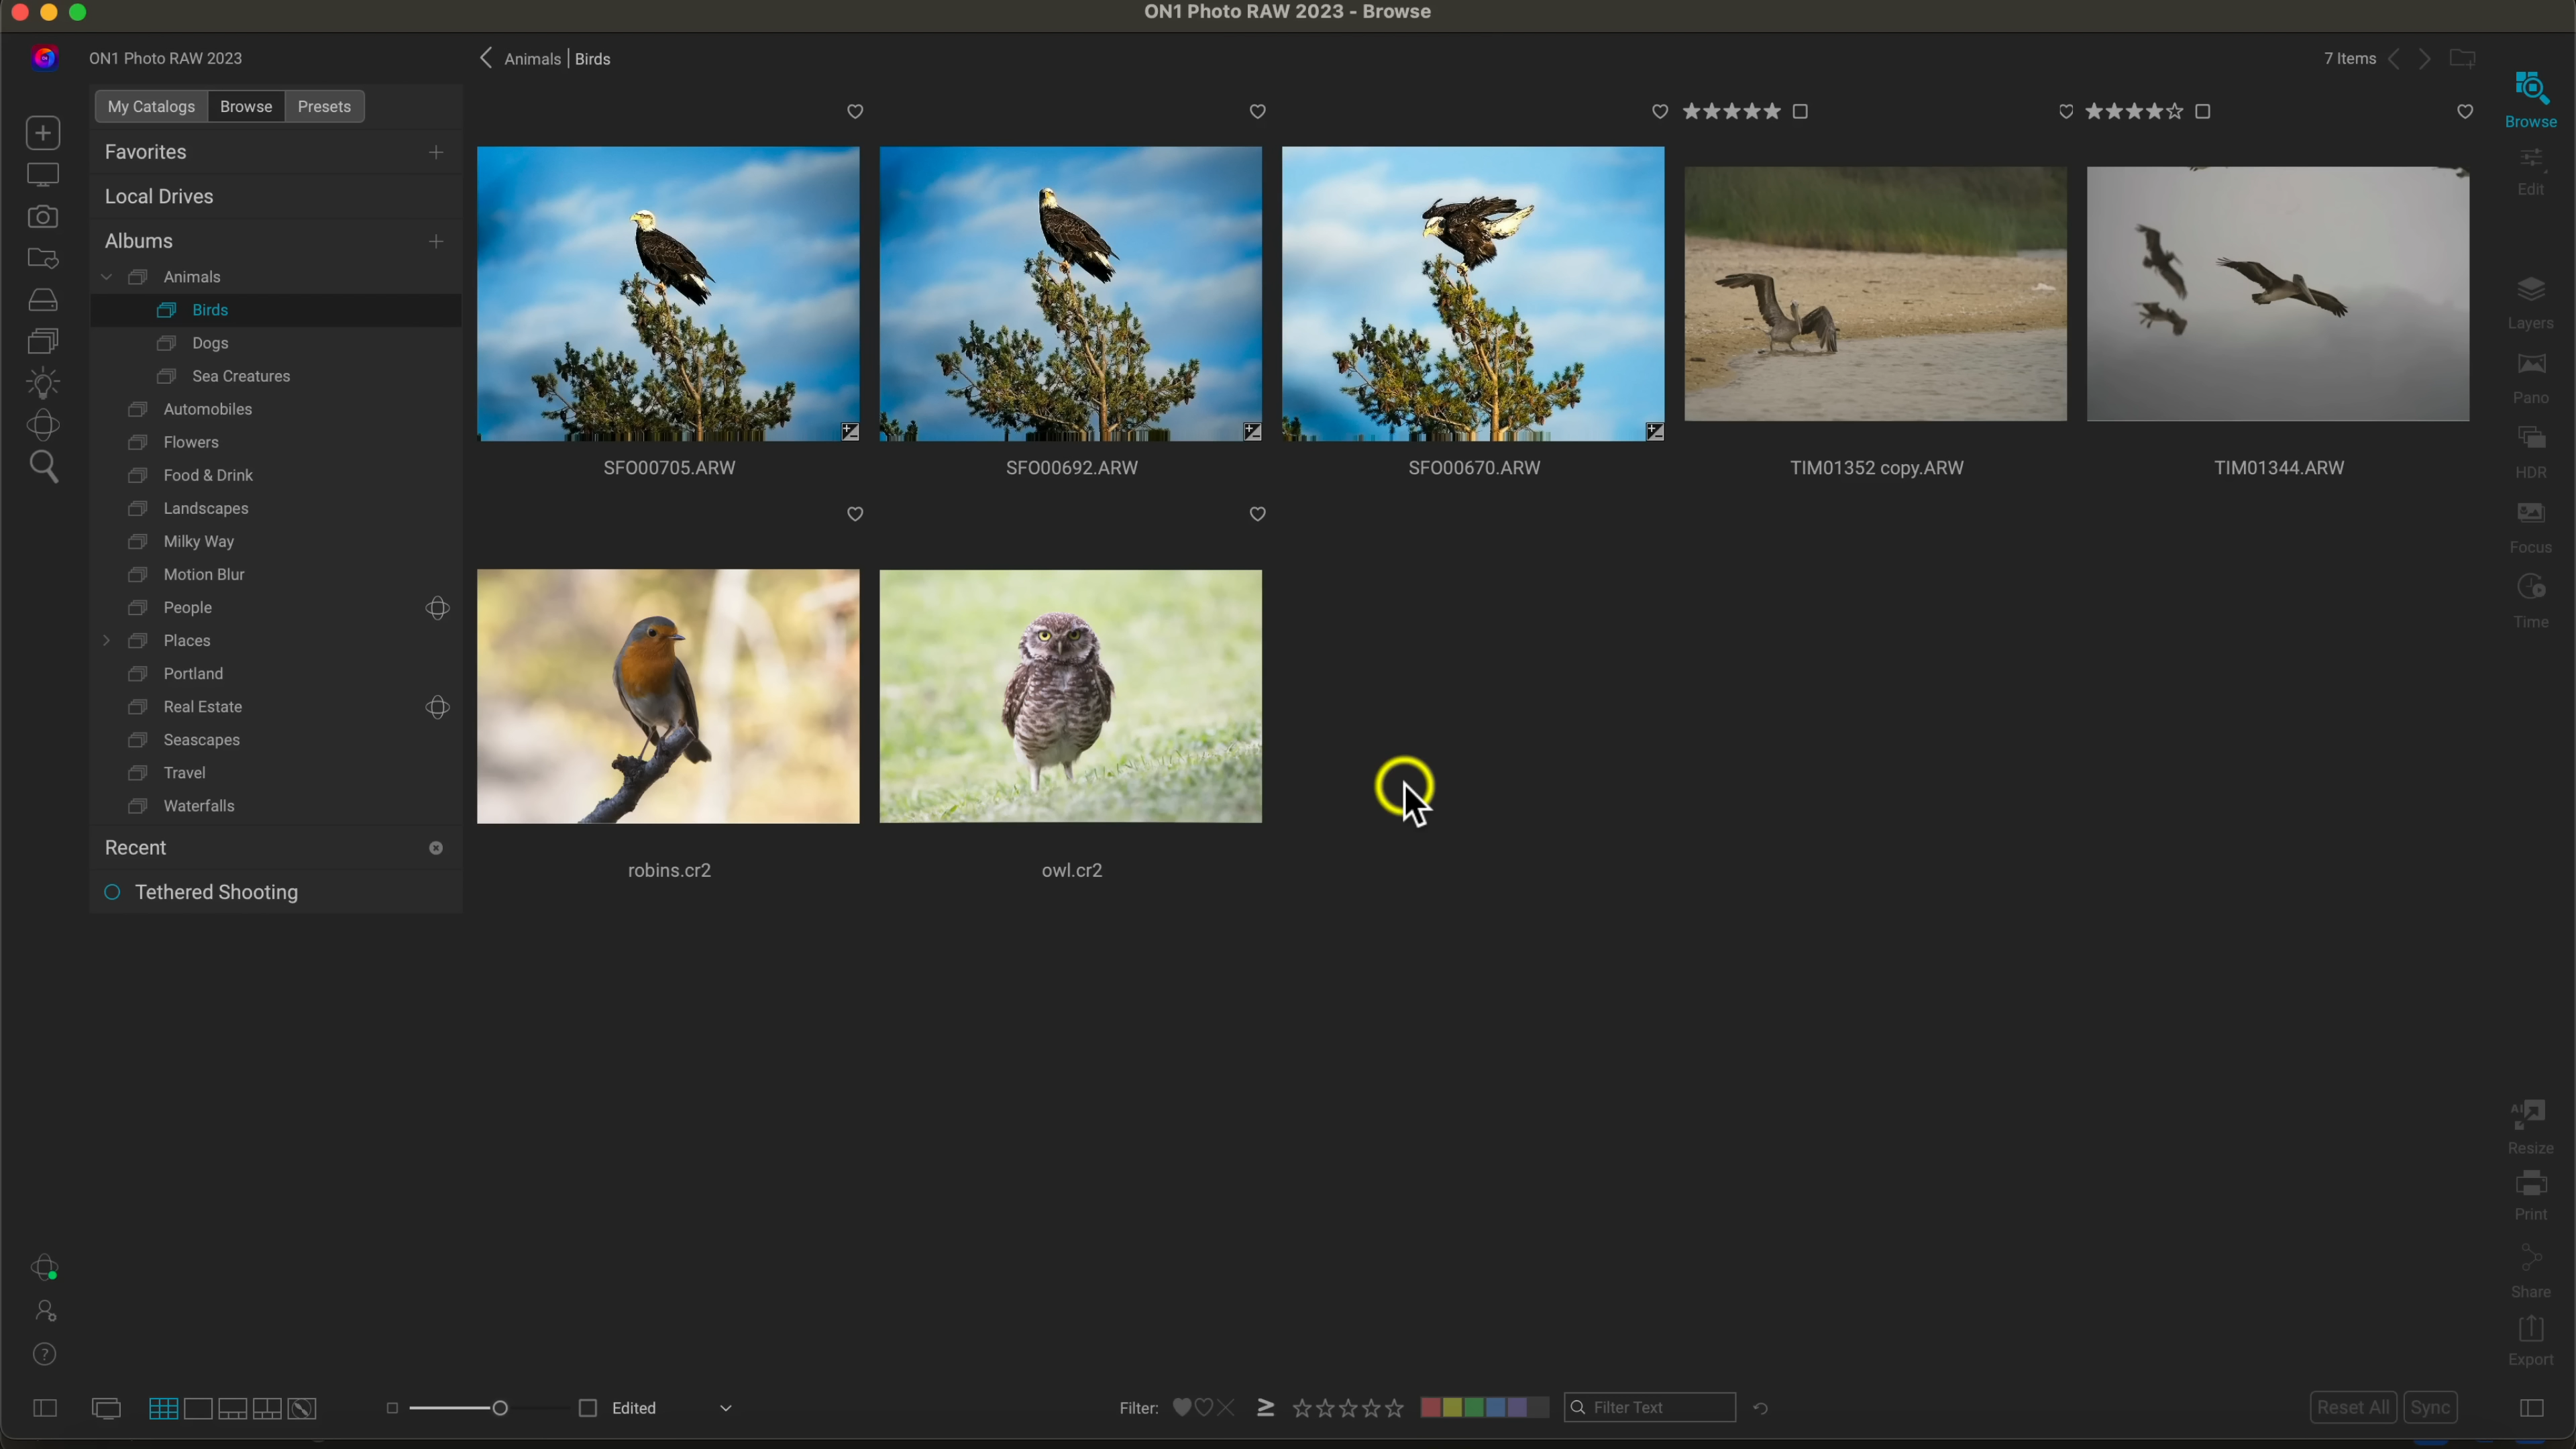 ON1 Photo RAW 2023 - Browse
ON1 Photo RAW 2023
Animals | Birds
7 Items
My Catalogs
Browse
Presets
Favorites
Local Drives
Albums
Animals
Birds
Dogs
Sea Creatures
Automobiles
Flowers
Food & Drink
Landscapes
Milky Way
Motion Blur
People
Places
Portland
Real Estate
Seascapes
Travel
Waterfalls
Recent
Tethered Shooting
SFO00705.ARW
SFO00692.ARW
SFO00670.ARW
TIM01352 copy.ARW
TIM01344.ARW
robins.cr2
owl.cr2
Browse
Edit
Layers
Pano
HDR
Focus
Time
AI
Resize
Print
Share
Export
Edited
Filter:
Filter Text
Reset All
Sync